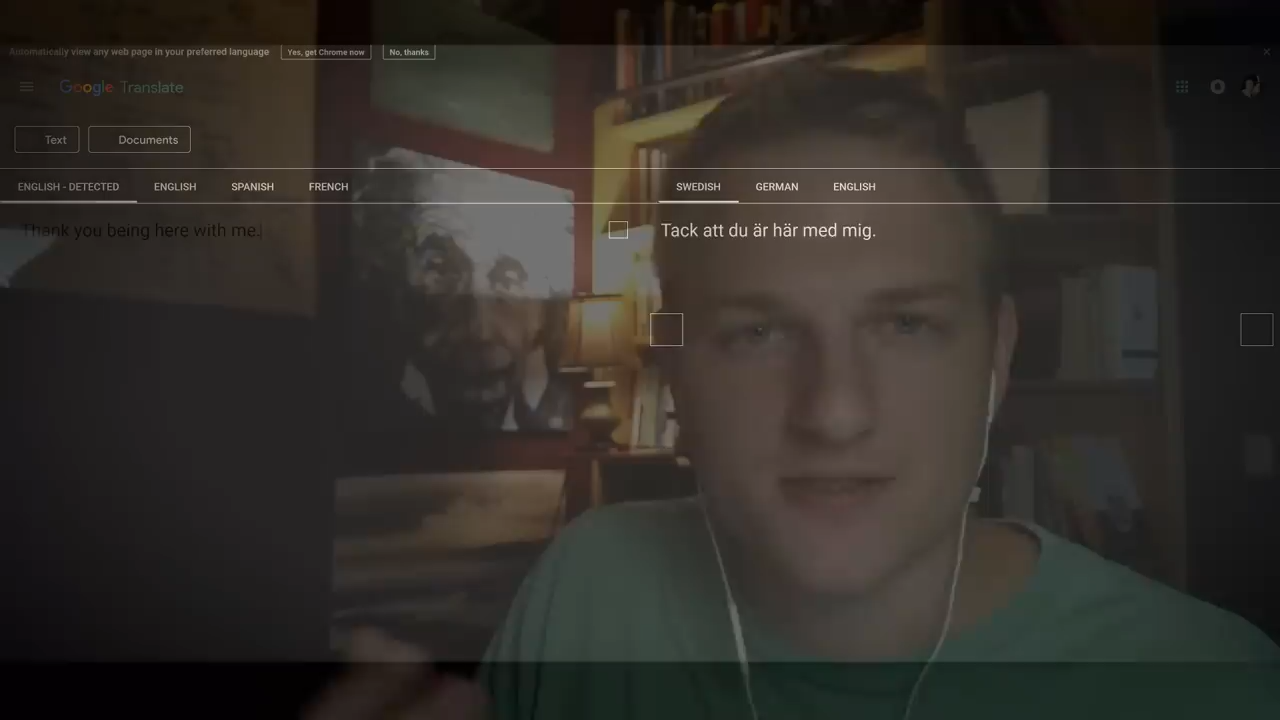 Automatically view any web page in your preferred language Yes, get Chrome now No, thanks
Google Translate
Text Documents
ENGLISH - DETECTED ENGLISH SPANISH FRENCH SWEDISH GERMAN ENGLISH
Thank you being here with me. Tack att du är här med mig.